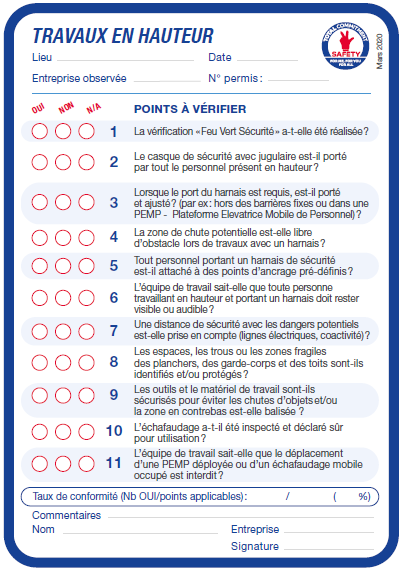 TRAVAUX EN HAUTEUR
TOTAL COMMITMENT
SAFETY
FOR ME, FOR YOU
FOR ALL
Mars 2020
Lieu Date
Entreprise observée N° permis :
OUI NON N/A POINTS À VÉRIFIER
1 La vérification «Feu Vert Sécurité» a-t-elle été réalisée?
2 Le casque de sécurité avec jugulaire est-il porté
par tout le personnel présent en hauteur?
3 Lorsque le port du harnais est requis, est-il porté
et ajusté? (par ex: hors des barrières fixes ou dans une
PEMP - Plateforme Elevatrice Mobile de Personnel)?
4 La zone de chute potentielle est-elle libre
d'obstacle lors de travaux avec un harnais?
5 Tout personnel portant un harnais de sécurité
est-il attaché à des points d'ancrage pré-définis?
6 L'équipe de travail sait-elle que toute personne
travaillant en hauteur et portant un harnais doit rester
visible ou audible?
7 Une distance de sécurité avec les dangers potentiels
est-elle prise en compte (lignes électriques, coactivité)?
8 Les espaces, les trous ou les zones fragiles
des planchers, des garde-corps et des toits sont-ils
identifiés et/ou protégés?
9 Les outils et le matériel de travail sont-ils
sécurisés pour éviter les chutes d'objets et/ou
la zone en contrebas est-elle balisée ?
10 L'échafaudage a-t-il été inspecté et déclaré sûr
pour utilisation?
11 L'équipe de travail sait-elle que le déplacement
d'une PEMP déployée ou d'un échafaudage mobile
occupé est interdit?
Taux de conformité (Nb OUI/points applicables) : / ( %)
Commentaires
Nom Entreprise
Signature